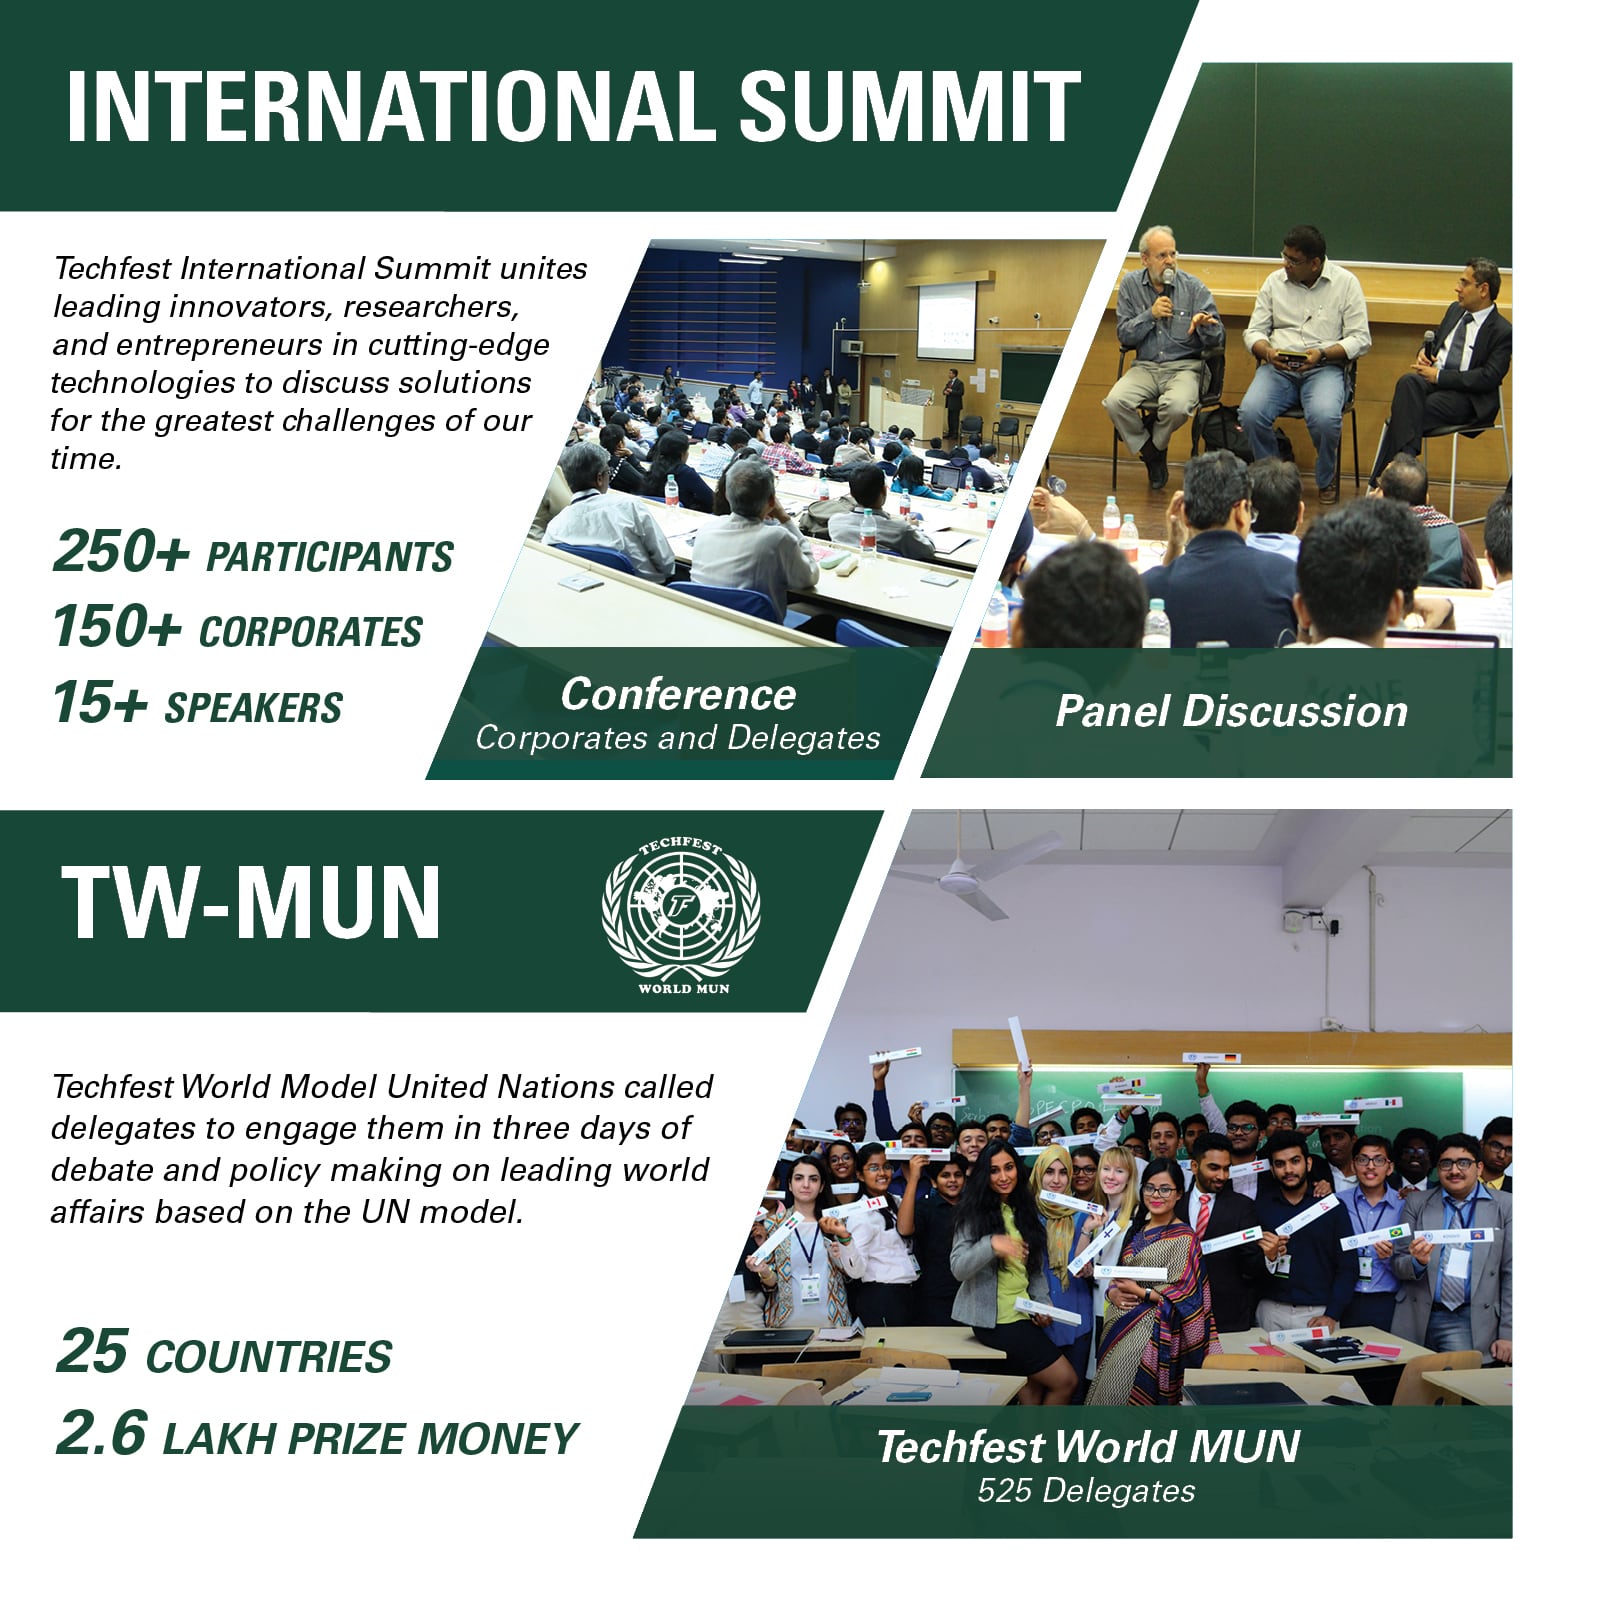 INTERNATIONAL SUMMIT
Techfest International Summit unites
leading innovators, researchers,
and entrepreneurs in cutting-edge
technologies to discuss solutions
for the greatest challenges of our
time.
250+ PARTICIPANTS
150+ CORPORATES
15+ SPEAKERS
Conference
Corporates and Delegates
Panel Discussion
TW-MUN
TECHFEST
TF
WORLD MUN
Techfest World Model United Nations called
delegates to engage them in three days of
debate and policy making on leading world
affairs based on the UN model.
25 COUNTRIES
2.6 LAKH PRIZE MONEY
Techfest World MUN
525 Delegates